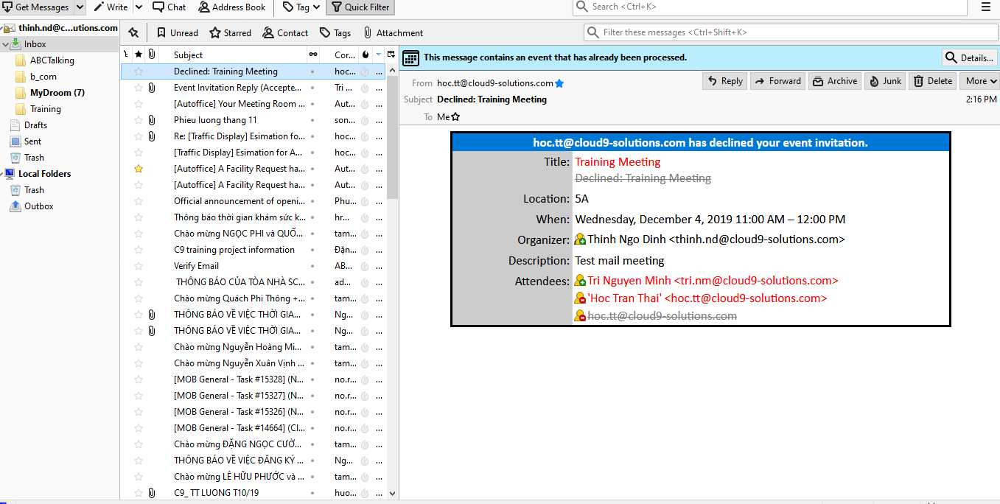 Get Messages Write Chat Address Book Tag Quick Filter Search <Ctrl+K>
thinh.nd@c...utions.com
Inbox
ABCTalking
b_com
MyDroom (7)
Training
Drafts
Sent
Trash
Local Folders
Trash
Outbox
Unread Starred Contact Tags Attachment Filter these messages <Ctrl+Shift+K>
Subject Cor...
Declined: Training Meeting hoc... ...
Event Invitation Reply (Accepte... Tri ... ...
[Autoffice] Your Meeting Room ... Aut... ...
Phieu luong thang 11 son... ...
Re: [Traffic Display] Esimation fo... hoc... ...
[Traffic Display] Esimation for A... hoc... ...
[Autoffice] A Facility Request ha... Aut... ...
[Autoffice] A Facility Request ha... Aut... ...
Official announcement of openi... Phu... ...
Thông báo thời gian khám sức k... hr... ...
Chào mừng NGỌC PHI và QUỐ... tam... ...
C9 training project information Đặn... ...
Verify Email AB... ...
THÔNG BÁO CỦA TÒA NHÀ SC... ad... ...
Chào mừng Quách Phi Thông +... tam... ...
THÔNG BÁO VỀ VIỆC THỜI GIA... Ng... ...
THÔNG BÁO VỀ VIỆC THỜI GIA... Ng... ...
Chào mừng Nguyễn Hoàng Mi... tam... ...
Chào mừng Nguyễn Xuân Vịnh ... tam... ...
[MOB General - Task #15328] (N... no.r... ...
[MOB General - Task #15327] (N... no.r... ...
[MOB General - Task #15326] (N... no.r... ...
[MOB General - Task #14664] (Cl... no.r... ...
Chào mừng ĐẶNG NGỌC CƯỜ... tam... ...
THÔNG BÁO VỀ VIỆC ĐĂNG KÝ ... Ng... ...
Chào mừng LÊ HỮU PHƯỚC và ... tam... ...
C9_ TT LUONG T10/19 huo... ...
This message contains an event that has already been processed. Details...
From hoc.tt@cloud9-solutions.com Reply Forward Archive Junk Delete More
Subject Declined: Training Meeting 2:16 PM
To Me
hoc.tt@cloud9-solutions.com has declined your event invitation.
Title: Training Meeting
Declined: Training Meeting
Location: 5A
When: Wednesday, December 4, 2019 11:00 AM – 12:00 PM
Organizer: Thinh Ngo Dinh <thinh.nd@cloud9-solutions.com>
Description: Test mail meeting
Attendees: Tri Nguyen Minh <tri.nm@cloud9-solutions.com>
'Hoc Tran Thai' <hoc.tt@cloud9-solutions.com>
hoc.tt@cloud9-solutions.com